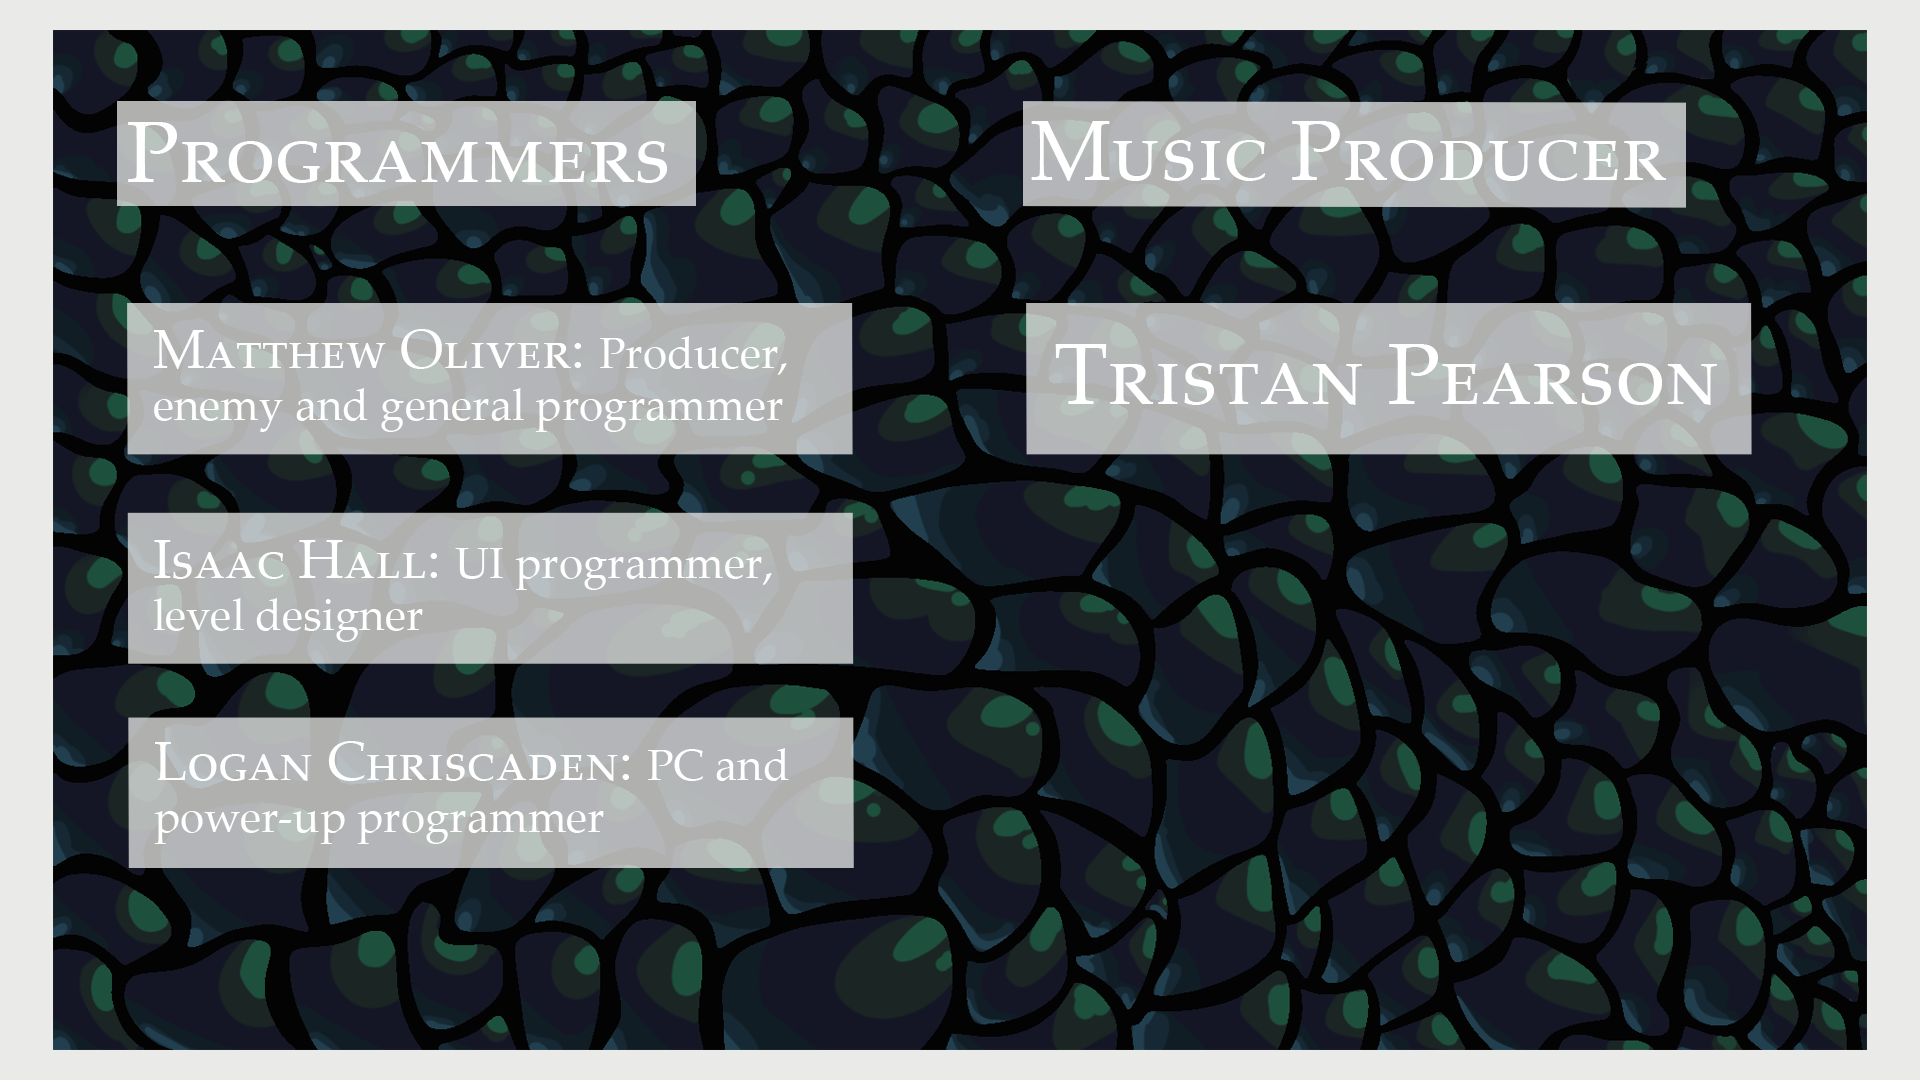 Programmers
Matthew Oliver: Producer,
enemy and general programmer
Isaac Hall: UI programmer,
level designer
Logan Chriscaden: PC and
power-up programmer
Music Producer
Tristan Pearson